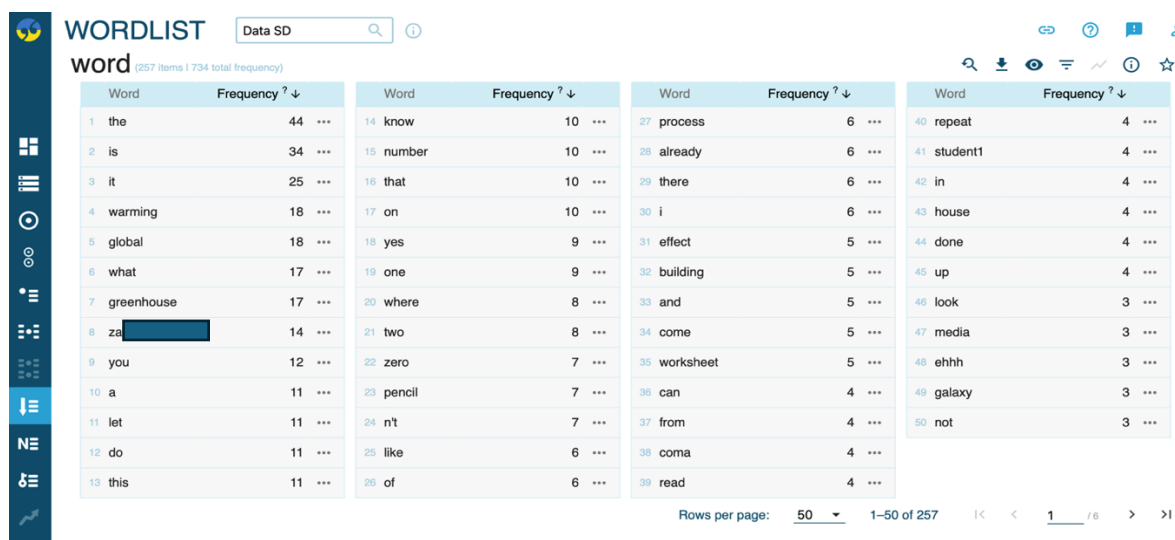 WORDLIST Data SD
word (257 items | 734 total frequency)
Word Frequency ? ↓ Word Frequency ? ↓ Word Frequency ? ↓ Word Frequency ? ↓
1 the 44 ••• 14 know 10 ••• 27 process 6 ••• 40 repeat 4 •••
2 is 34 ••• 15 number 10 ••• 28 already 6 ••• 41 student1 4 •••
3 it 25 ••• 16 that 10 ••• 29 there 6 ••• 42 in 4 •••
4 warming 18 ••• 17 on 10 ••• 30 i 6 ••• 43 house 4 •••
5 global 18 ••• 18 yes 9 ••• 31 effect 5 ••• 44 done 4 •••
6 what 17 ••• 19 one 9 ••• 32 building 5 ••• 45 up 4 •••
7 greenhouse 17 ••• 20 where 8 ••• 33 and 5 ••• 46 look 3 •••
8 za 14 ••• 21 two 8 ••• 34 come 5 ••• 47 media 3 •••
9 you 12 ••• 22 zero 7 ••• 35 worksheet 5 ••• 48 ehhh 3 •••
10 a 11 ••• 23 pencil 7 ••• 36 can 4 ••• 49 galaxy 3 •••
11 let 11 ••• 24 n't 7 ••• 37 from 4 ••• 50 not 3 •••
12 do 11 ••• 25 like 6 ••• 38 coma 4 •••
13 this 11 ••• 26 of 6 ••• 39 read 4 •••
Rows per page: 50 1–50 of 257 1 / 6